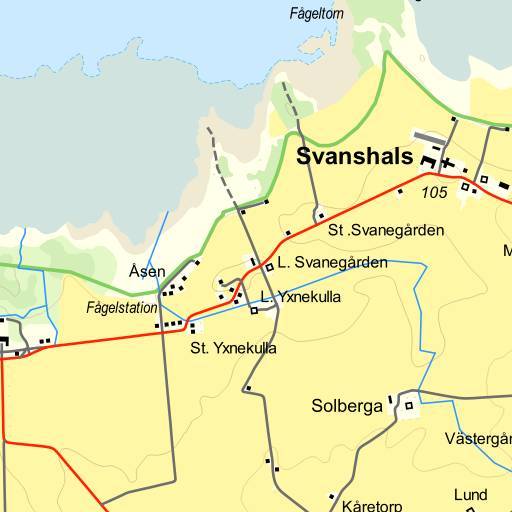 Fågeltorn
Svanshals
105
St .Svanegården
L. Svanegården
Åsen
L. Yxnekulla
Fågelstation
St. Yxnekulla
Solberga
Västergår
Lund
Kåretorp
M